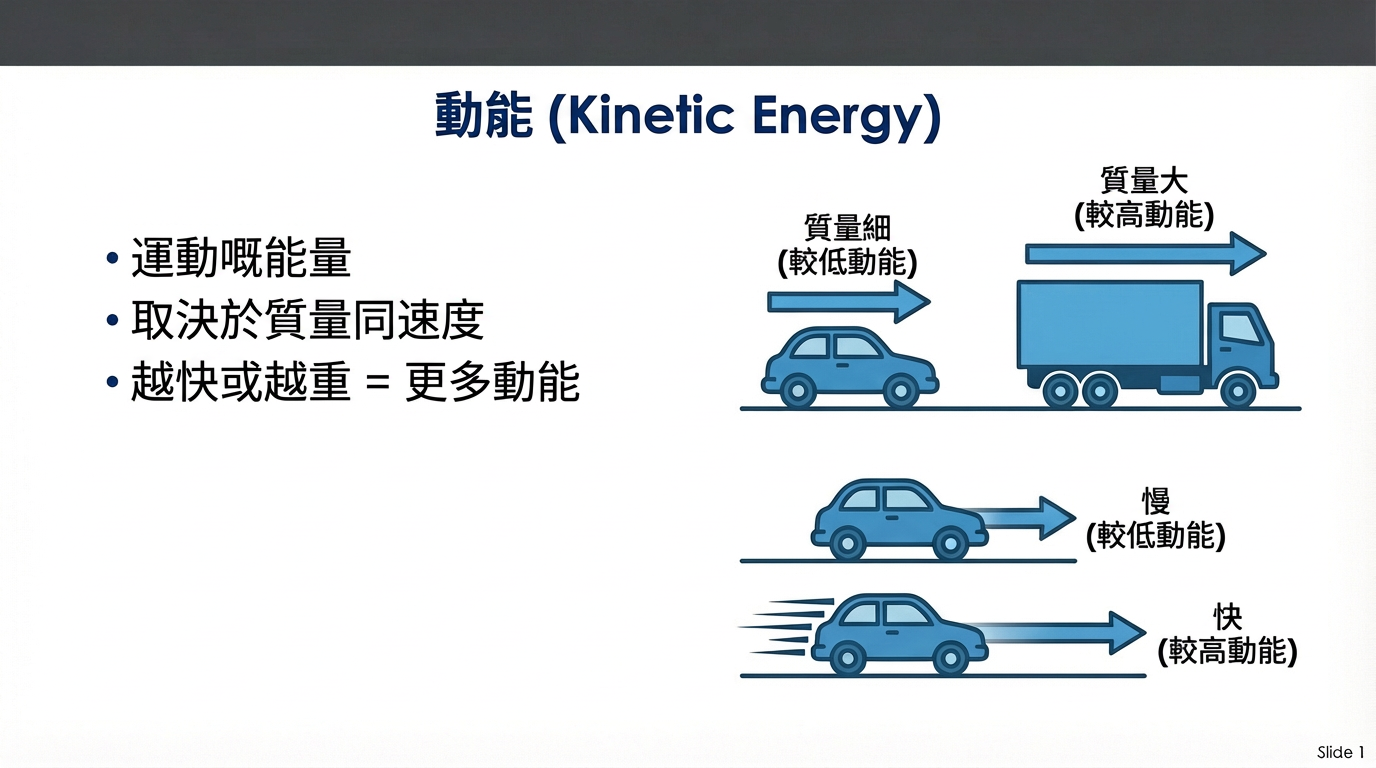 動能 (Kinetic Energy)
• 運動嘅能量
• 取決於質量同速度
• 越快或越重 = 更多動能
質量細
(較低動能)
質量大
(較高動能)
慢
(較低動能)
快
(較高動能)
Slide 1